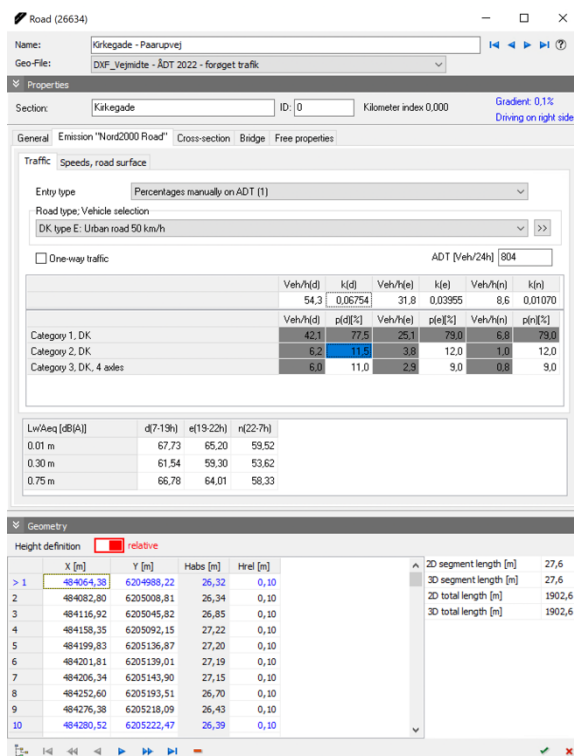 Road (26634)
Name: Kirkegade - Paarupvej
Geo-File: DXF_Vejmidte - ÅDT 2022 - forøget trafik
Properties
Section: Kirkegade ID: 0 Kilometer index 0,000 Gradient: 0,1%
Driving on right side
General Emission "Nord2000 Road" Cross-section Bridge Free properties
Traffic Speeds, road surface
Entry type Percentages manually on ADT (1)
Road type; Vehicle selection
DK type E: Urban road 50 km/h >>
One-way traffic ADT [Veh/24h] 804
Veh/h(d) k(d) Veh/h(e) k(e) Veh/h(n) k(n)
54,3 0,06754 31,8 0,03955 8,6 0,01070
Veh/h(d) p(d)[%] Veh/h(e) p(e)[%] Veh/h(n) p(n)[%]
Category 1, DK 42,1 77,5 25,1 79,0 6,8 79,0
Category 2, DK 6,2 11,5 3,8 12,0 1,0 12,0
Category 3, DK, 4 axles 6,0 11,0 2,9 9,0 0,8 9,0
Lw'Aeq [dB(A)] d(7-19h) e(19-22h) n(22-7h)
0.01 m 67,73 65,20 59,52
0.30 m 61,54 59,30 53,62
0.75 m 66,78 64,01 58,33
Geometry
Height definition relative
X [m] Y [m] Habs [m] Hrel [m] 2D segment length [m] 27,6
> 1 484064,38 6204988,22 26,32 0,10 3D segment length [m] 27,6
2 484082,80 6205008,81 26,34 0,10 2D total length [m] 1902,6
3 484116,92 6205045,82 26,85 0,10 3D total length [m] 1902,6
4 484158,35 6205092,15 27,22 0,10
5 484199,83 6205136,87 27,20 0,10
6 484201,81 6205139,01 27,19 0,10
7 484206,34 6205143,90 27,15 0,10
8 484252,60 6205193,51 26,70 0,10
9 484276,38 6205218,09 26,43 0,10
10 484280,52 6205222,47 26,39 0,10